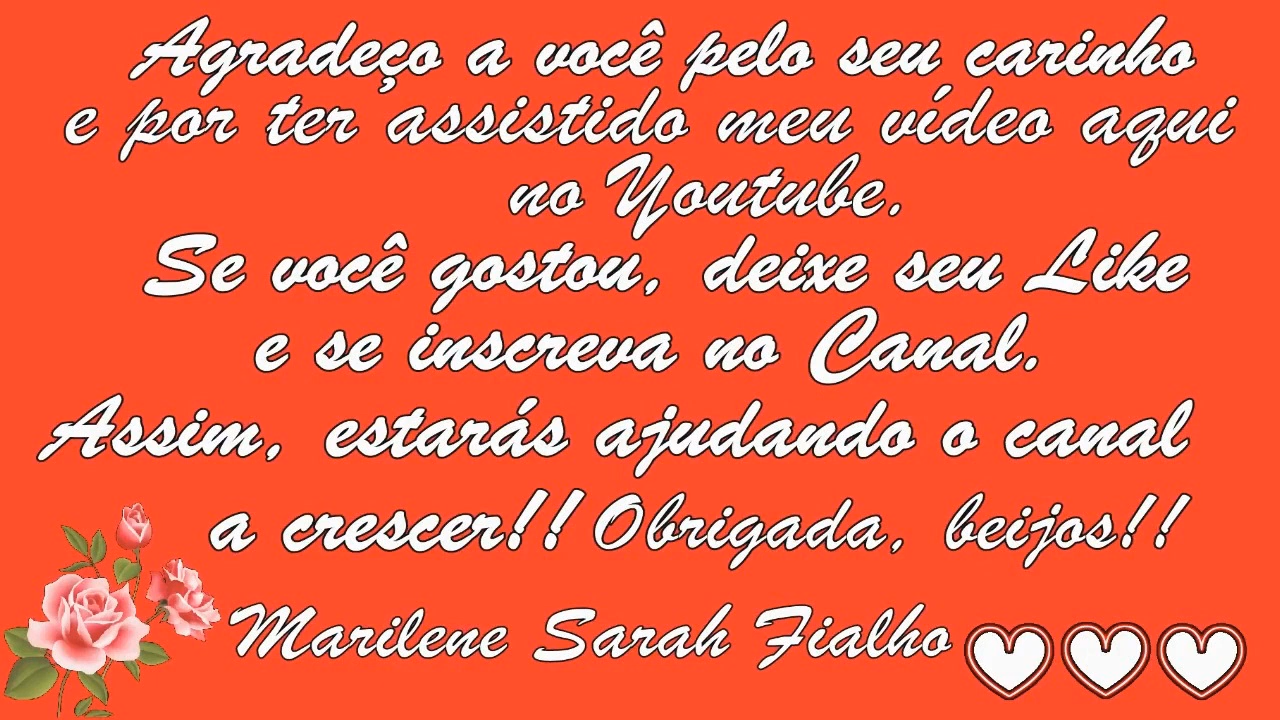 Agradeço a você pelo seu carinho
e por ter assistido meu vídeo aqui
no Youtube.
Se você gostou, deixe seu Like
e se inscreva no Canal.
Assim, estarás ajudando o canal
a crescer!! Obrigada, beijos!!
Marilene Sarah Fialho